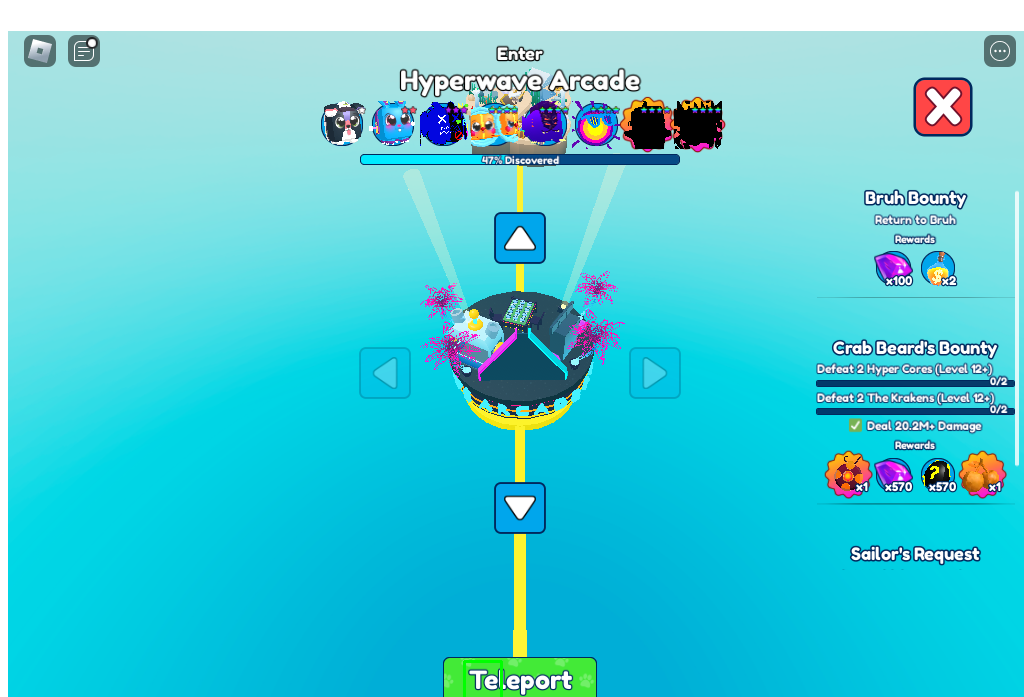 Enter
Hyperwave Arcade
47% Discovered
Bruh Bounty
Return to Bruh
Rewards
x100
x2
Crab Beard's Bounty
Defeat 2 Hyper Cores (Level 12+)
0/2
Defeat 2 The Krakens (Level 12+)
0/2
Deal 20.2M+ Damage
Rewards
x1
x570
x570
x1
Sailor's Request
ARCADE
Teleport